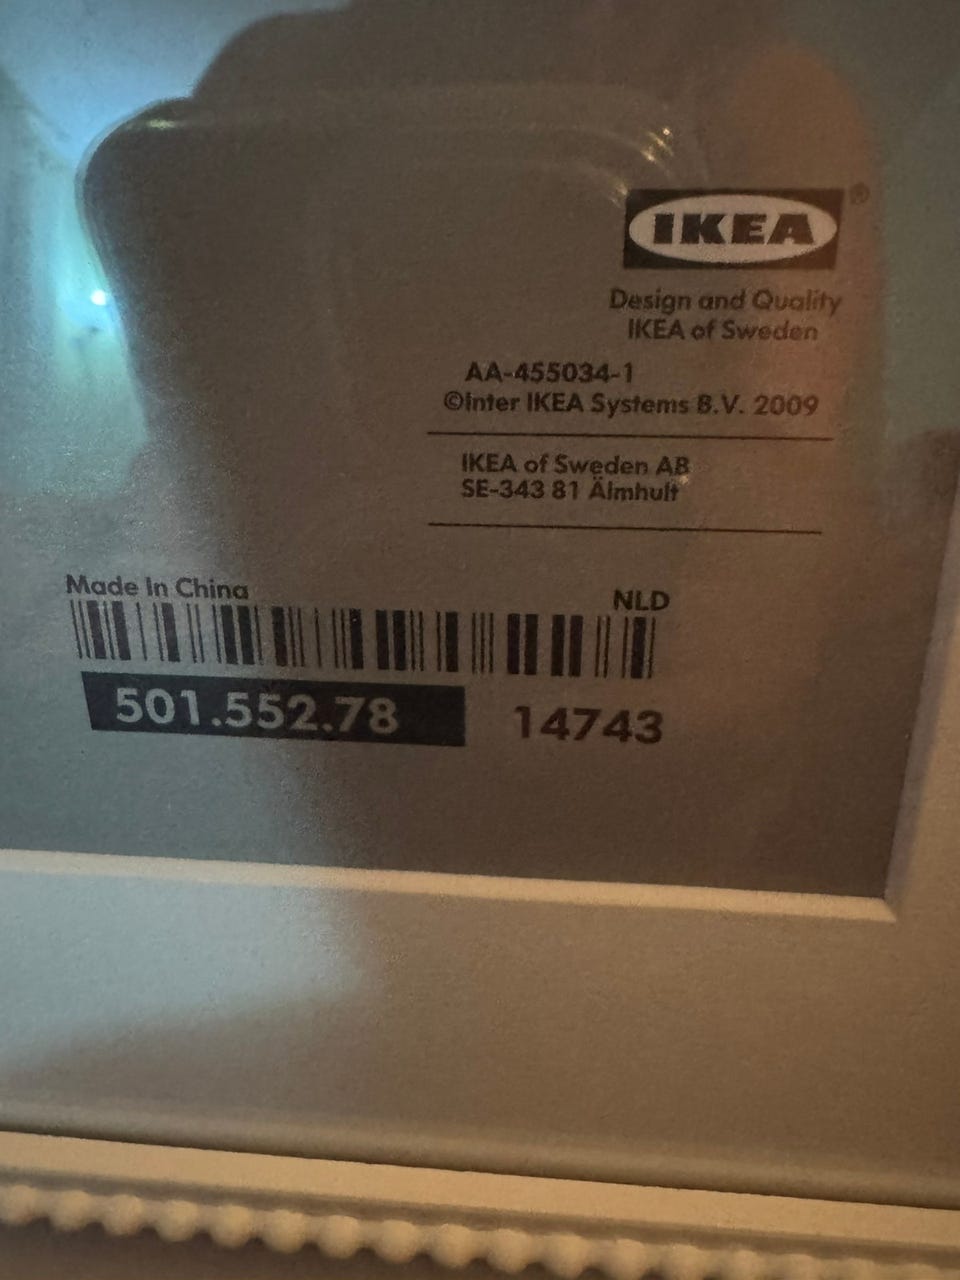 IKEA®
Design and Quality
IKEA of Sweden
AA-455034-1
©Inter IKEA Systems B.V. 2009
IKEA of Sweden AB
SE-343 81 Älmhult
Made In China
NLD
501.552.78
14743